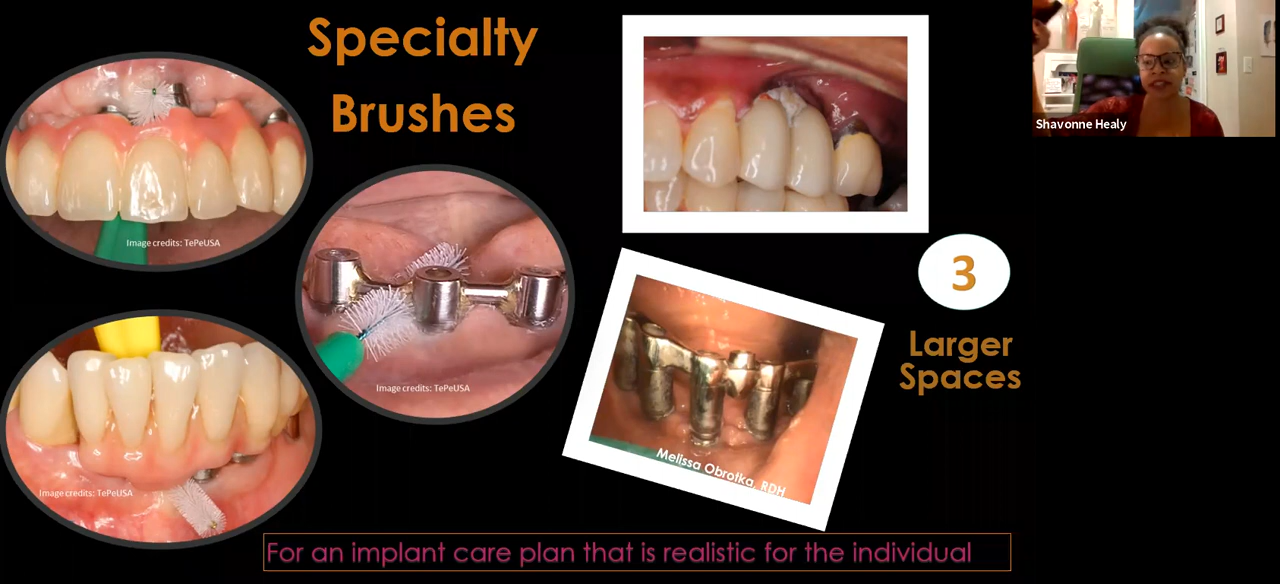 Specialty
Brushes
Shavonne Healy
Image credits: TePeUSA
Image credits: TePeUSA
Image credits: TePeUSA
3
Larger
Spaces
Melissa Obrotka, RDH
For an implant care plan that is realistic for the individual